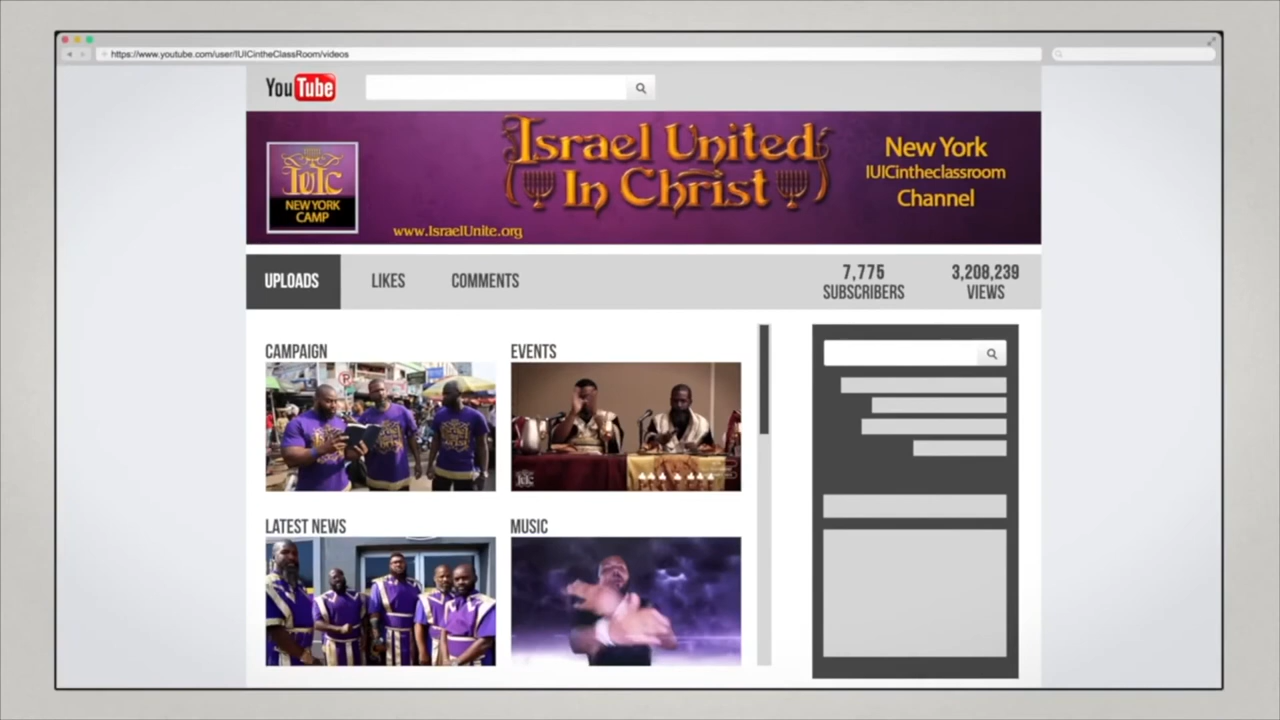 https://www.youtube.com/user/IUICintheClassRoom/videos
YouTube
Israel United
In Christ
New York
IUICintheclassroom
Channel
IUIC
NEW YORK
CAMP
www.IsraelUnite.org
UPLOADS
LIKES
COMMENTS
7,775
SUBSCRIBERS
3,208,239
VIEWS
CAMPAIGN
EVENTS
P
IUIC
LATEST NEWS
MUSIC